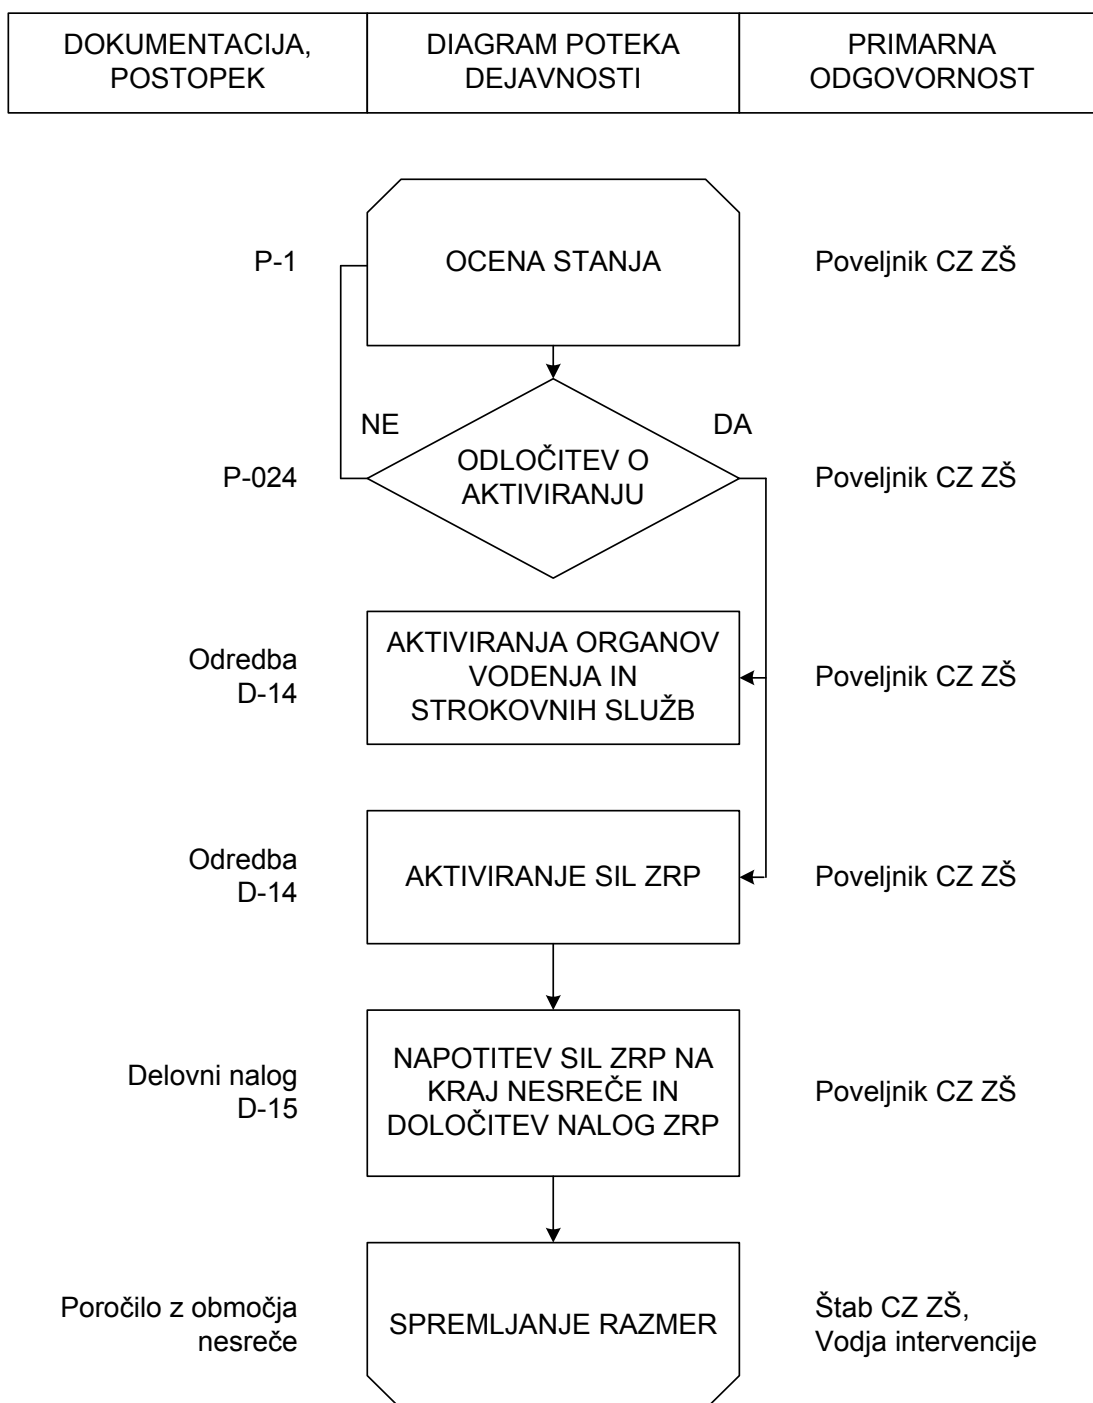 DOKUMENTACIJA,
POSTOPEK
DIAGRAM POTEKA
DEJAVNOSTI
PRIMARNA
ODGOVORNOST
P-1
OCENA STANJA
Poveljnik CZ ZŠ
NE
DA
P-024
ODLOČITEV O
AKTIVIRANJU
Poveljnik CZ ZŠ
Odredba
D-14
AKTIVIRANJA ORGANOV
VODENJA IN
STROKOVNIH SLUŽB
Poveljnik CZ ZŠ
Odredba
D-14
AKTIVIRANJE SIL ZRP
Poveljnik CZ ZŠ
Delovni nalog
D-15
NAPOTITEV SIL ZRP NA
KRAJ NESREČE IN
DOLOČITEV NALOG ZRP
Poveljnik CZ ZŠ
Poročilo z območja
nesreče
SPREMLJANJE RAZMER
Štab CZ ZŠ,
Vodja intervencije